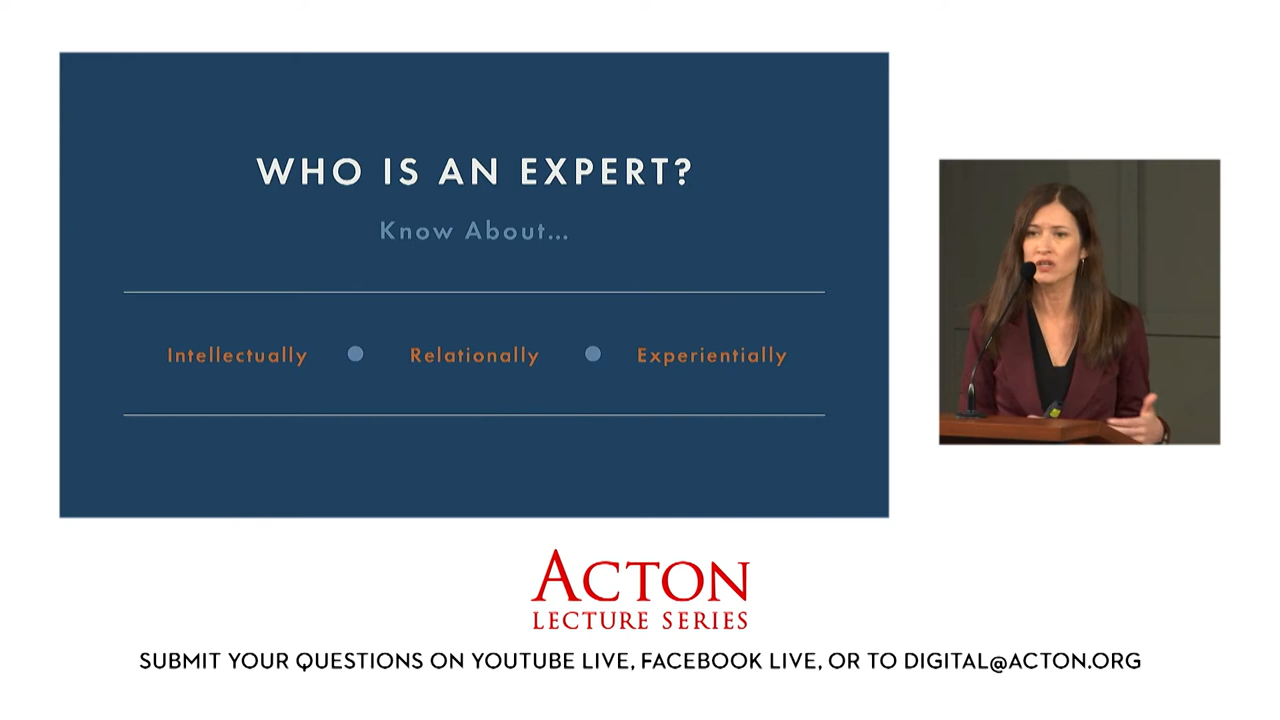 WHO IS AN EXPERT?
Know About...
Intellectually • Relationally • Experientially
ACTON
LECTURE SERIES
SUBMIT YOUR QUESTIONS ON YOUTUBE LIVE, FACEBOOK LIVE, OR TO DIGITAL@ACTON.ORG